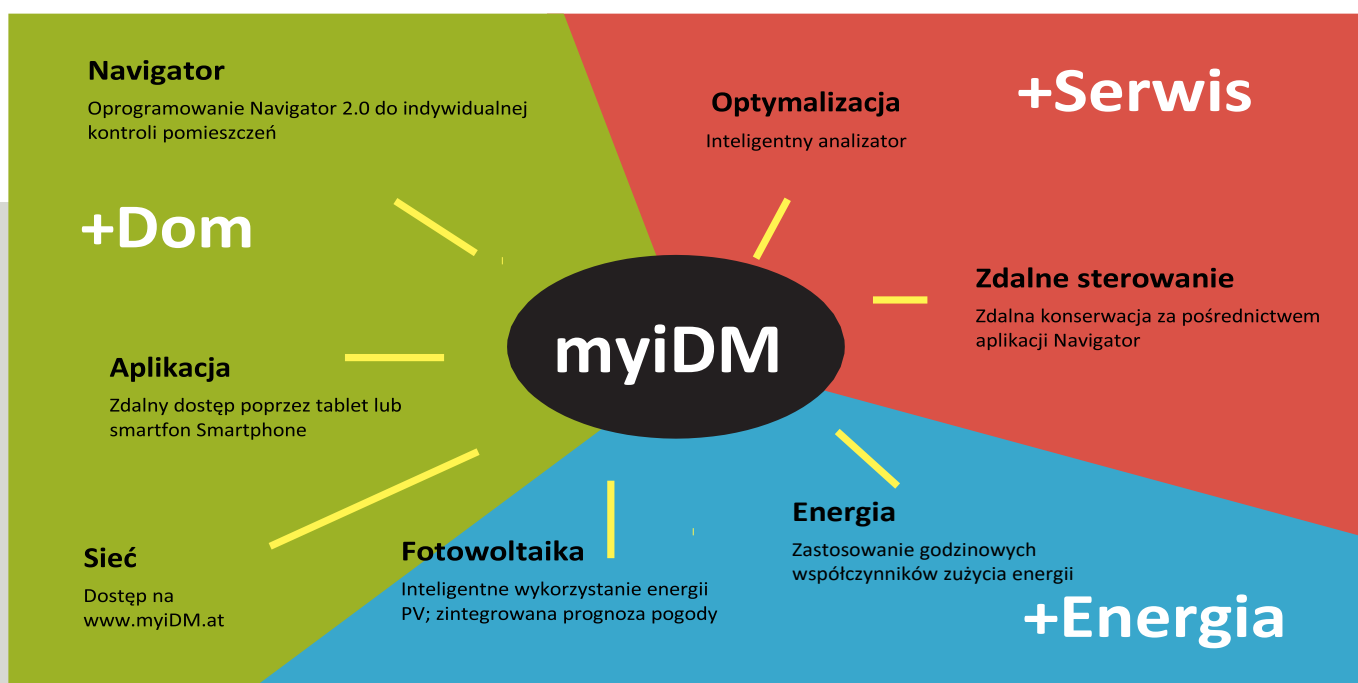 Navigator
Oprogramowanie Navigator 2.0 do indywidualnej
kontroli pomieszczeń
+Dom
Aplikacja
Zdalny dostęp poprzez tablet lub
smartfon Smartphone
Sieć
Dostęp na
www.myiDM.at
myiDM
Optymalizacja
Inteligentny analizator
+Serwis
Zdalne sterowanie
Zdalna konserwacja za pośrednictwem
aplikacji Navigator
Fotowoltaika
Inteligentne wykorzystanie energii
PV; zintegrowana prognoza pogody
Energia
Zastosowanie godzinowych
współczynników zużycia energii
+Energia